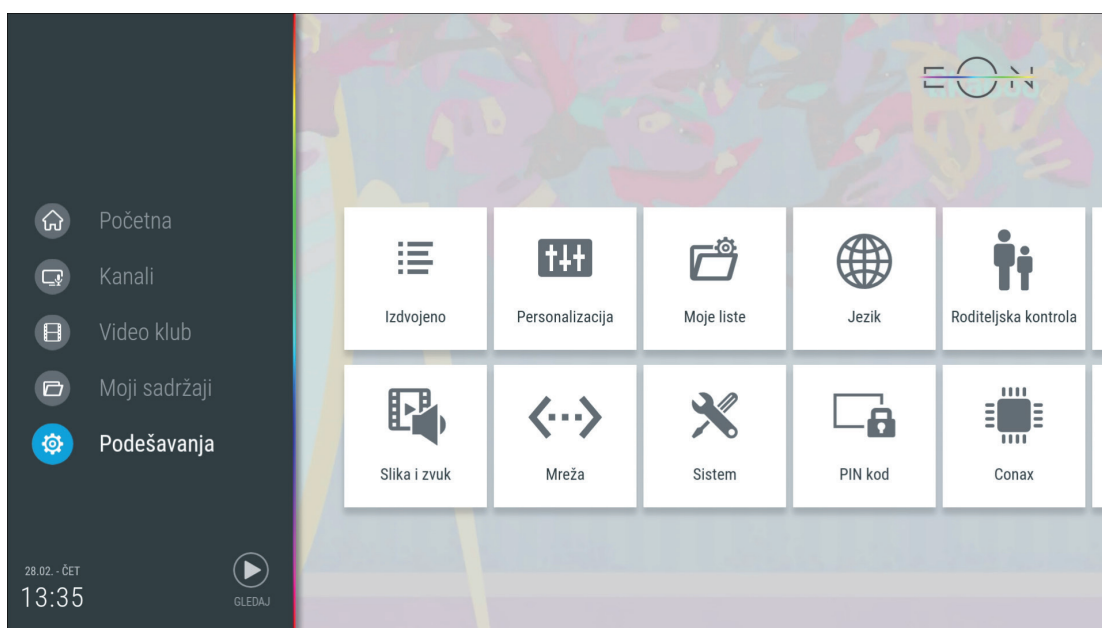 EON
Početna
Kanali
Video klub
Moji sadržaji
Podešavanja
28.02. - ČET
13:35
GLEDAJ
Izdvojeno
Personalizacija
Moje liste
Jezik
Roditeljska kontrola
Slika i zvuk
Mreža
Sistem
PIN kod
Conax